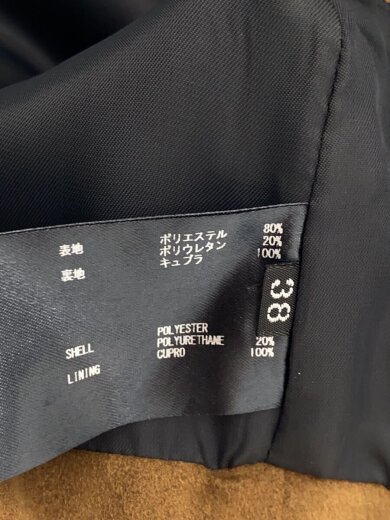 表地 ポリエステル 80%
ポリウレタン 20%
裏地 キュプラ 100%
38
SHELL POLYESTER
POLYURETHANE 20%
LINING CUPRO 100%